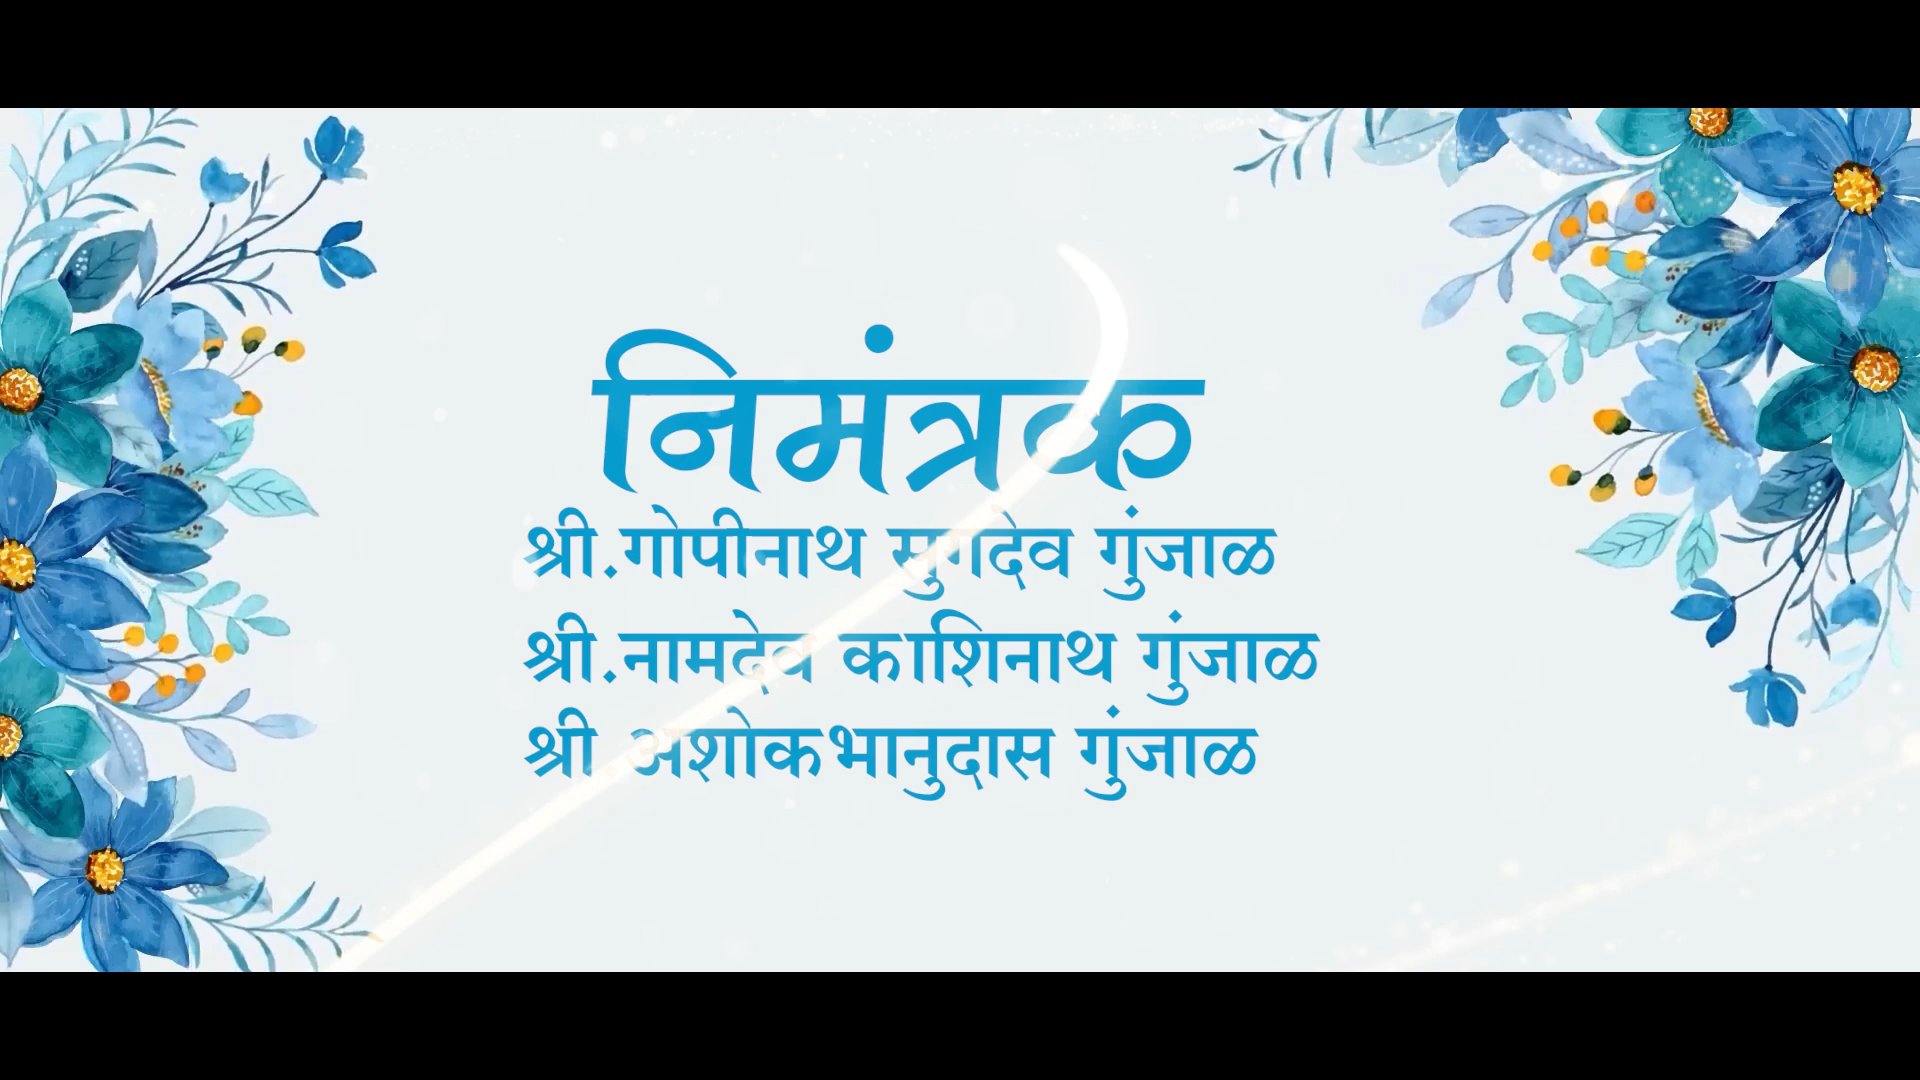 निमंत्रक
श्री.गोपीनाथ मुगदेव गुंजाळ
श्री.नामदेव काशिनाथ गुंजाळ
श्री.अशोकभानुदास गुंजाळ